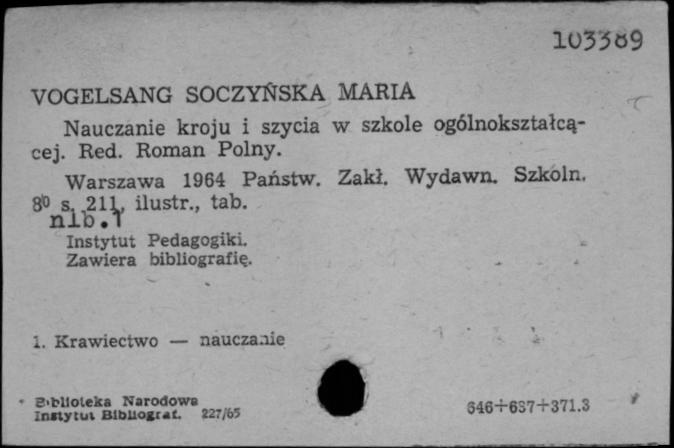 103389
VOGELSANG SOCZYŃSKA MARIA
Nauczanie kroju i szycia w szkole ogólnokształcą-
cej. Red. Roman Polny.
Warszawa 1964 Państw. Zakł. Wydawn. Szkoln.
8⁰ s. 211, ilustr., tab.
nlb.1
Instytut Pedagogiki.
Zawiera bibliografię.
1. Krawiectwo — nauczanie
Biblioteka Narodowa
Instytut Bibliograf. 227/65
646+687+371.3